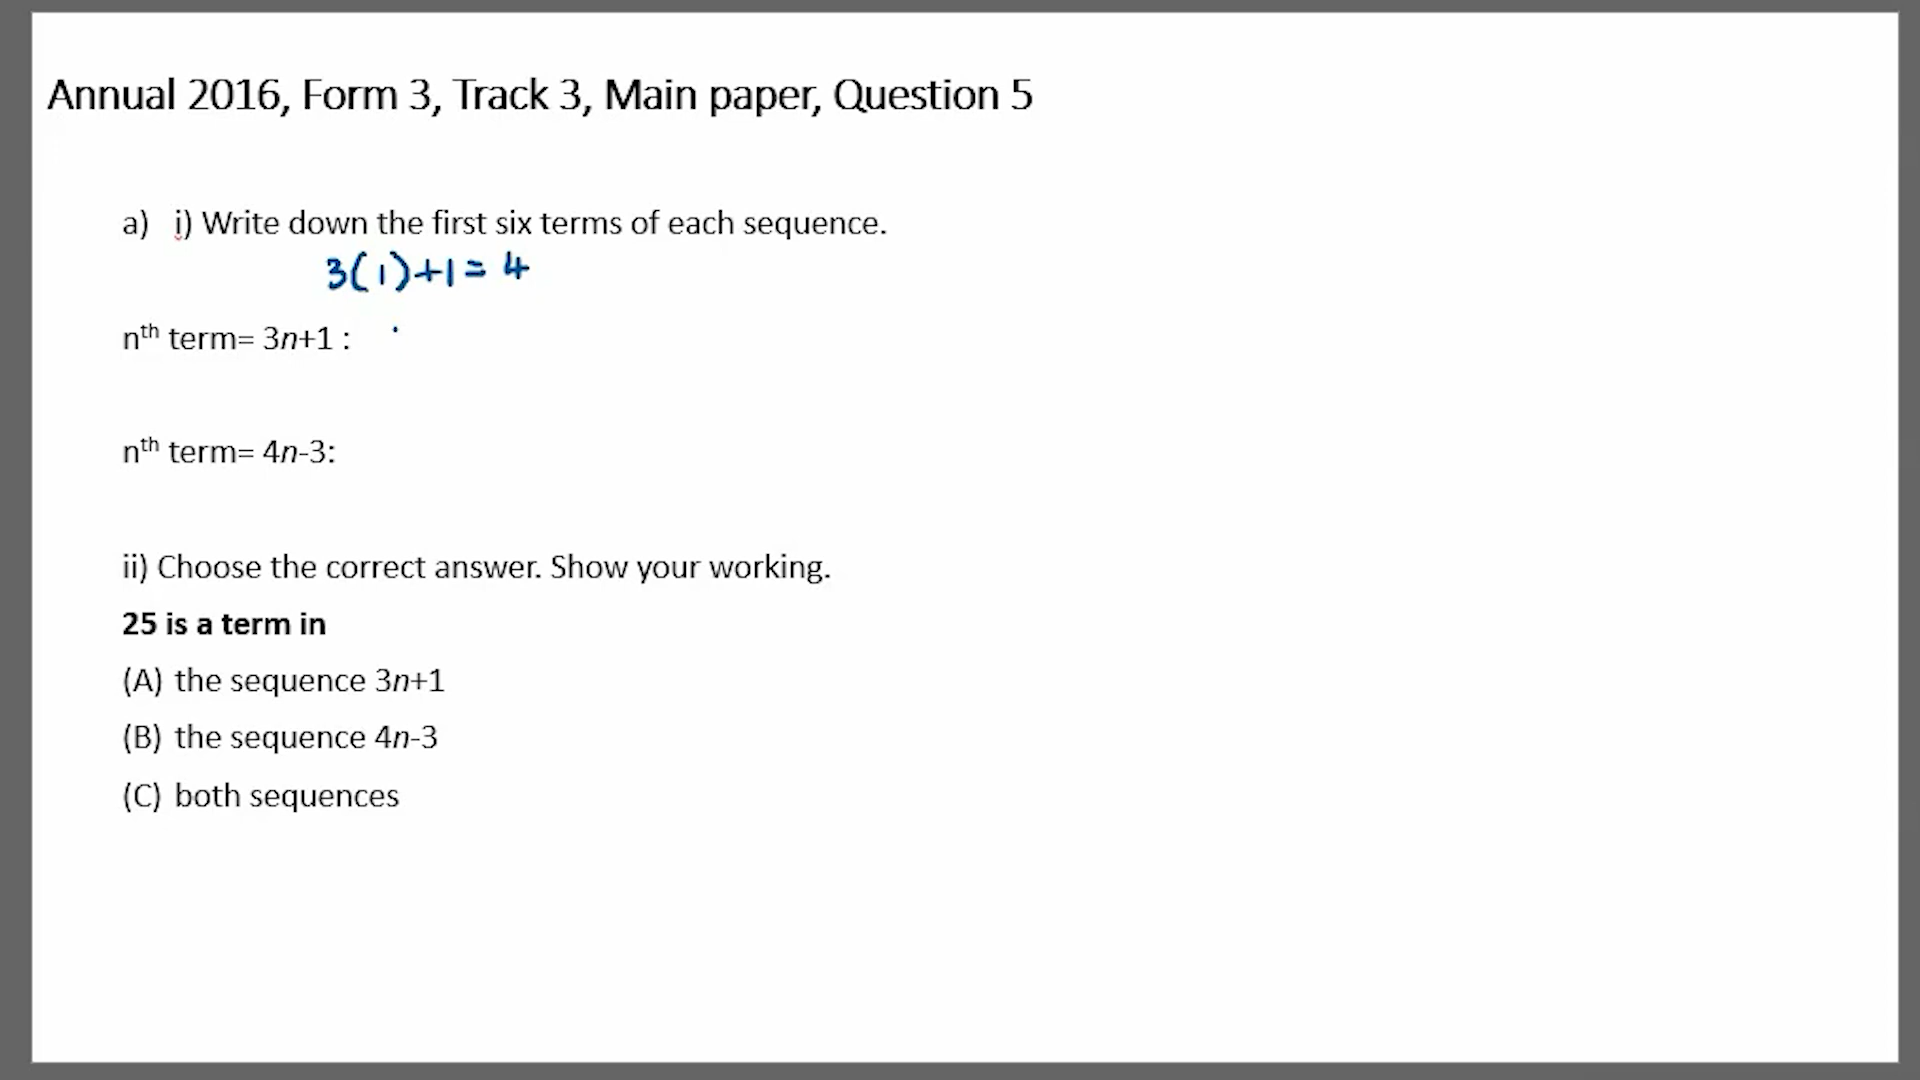 Annual 2016, Form 3, Track 3, Main paper, Question 5
a) i) Write down the first six terms of each sequence.
3(1)+1= 4
nth term= 3n+1 :
nth term= 4n-3:
ii) Choose the correct answer. Show your working.
25 is a term in
(A) the sequence 3n+1
(B) the sequence 4n-3
(C) both sequences